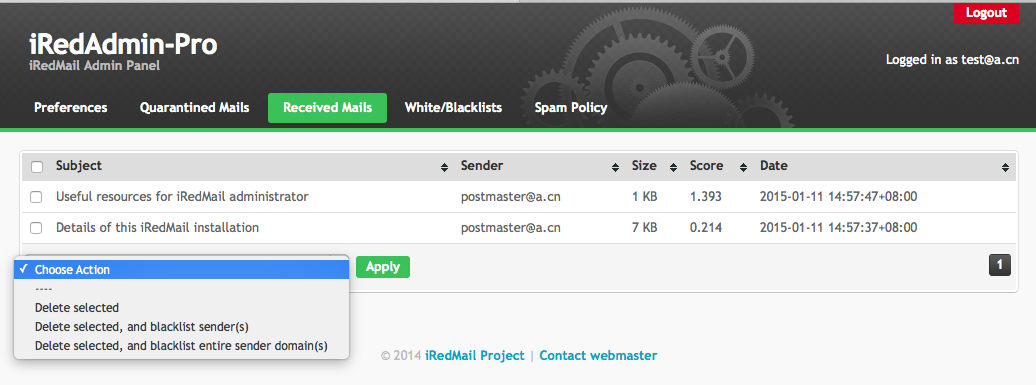 Logout
iRedAdmin-Pro
iRedMail Admin Panel
Logged in as test@a.cn
Preferences Quarantined Mails Received Mails White/Blacklists Spam Policy
Subject Sender Size Score Date
Useful resources for iRedMail administrator postmaster@a.cn 1 KB 1.393 2015-01-11 14:57:47+08:00
Details of this iRedMail installation postmaster@a.cn 7 KB 0.214 2015-01-11 14:57:37+08:00
✓ Choose Action Apply 1
----
Delete selected
Delete selected, and blacklist sender(s)
Delete selected, and blacklist entire sender domain(s)
© 2014 iRedMail Project | Contact webmaster